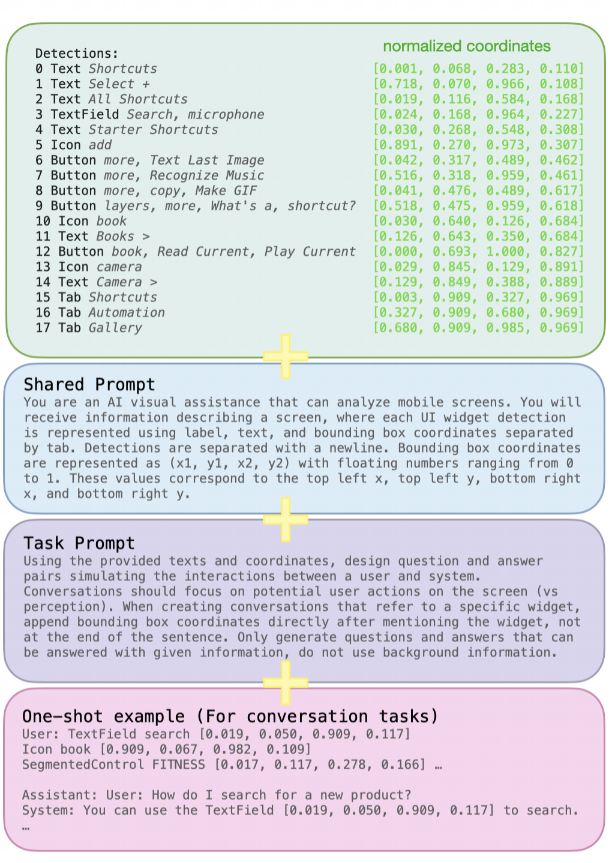 Detections: normalized coordinates
0 Text Shortcuts [0.001, 0.068, 0.283, 0.110]
1 Text Select + [0.718, 0.070, 0.966, 0.108]
2 Text All Shortcuts [0.019, 0.116, 0.584, 0.168]
3 TextField Search, microphone [0.024, 0.168, 0.964, 0.227]
4 Text Starter Shortcuts [0.030, 0.268, 0.548, 0.308]
5 Icon add [0.891, 0.270, 0.973, 0.307]
6 Button more, Text Last Image [0.042, 0.317, 0.489, 0.462]
7 Button more, Recognize Music [0.516, 0.318, 0.959, 0.461]
8 Button more, copy, Make GIF [0.041, 0.476, 0.489, 0.617]
9 Button layers, more, What's a, shortcut? [0.518, 0.475, 0.959, 0.618]
10 Icon book [0.030, 0.640, 0.126, 0.684]
11 Text Books > [0.126, 0.643, 0.350, 0.684]
12 Button book, Read Current, Play Current [0.000, 0.693, 1.000, 0.827]
13 Icon camera [0.029, 0.845, 0.129, 0.891]
14 Text Camera > [0.129, 0.849, 0.388, 0.889]
15 Tab Shortcuts [0.003, 0.909, 0.327, 0.969]
16 Tab Automation [0.327, 0.909, 0.680, 0.969]
17 Tab Gallery [0.680, 0.909, 0.985, 0.969]
Shared Prompt
You are an AI visual assistance that can analyze mobile screens. You will
receive information describing a screen, where each UI widget detection
is represented using label, text, and bounding box coordinates separated
by tab. Detections are separated with a newline. Bounding box coordinates
are represented as (x1, y1, x2, y2) with floating numbers ranging from 0
to 1. These values correspond to the top left x, top left y, bottom right
x, and bottom right y.
Task Prompt
Using the provided texts and coordinates, design question and answer
pairs simulating the interactions between a user and system.
Conversations should focus on potential user actions on the screen (vs
perception). When creating conversations that refer to a specific widget,
append bounding box coordinates directly after mentioning the widget, not
at the end of the sentence. Only generate questions and answers that can
be answered with given information, do not use background information.
One-shot example (For conversation tasks)
User: TextField search [0.019, 0.050, 0.909, 0.117]
Icon book [0.909, 0.067, 0.982, 0.109]
SegmentedControl FITNESS [0.017, 0.117, 0.278, 0.166] …
Assistant: User: How do I search for a new product?
System: You can use the TextField [0.019, 0.050, 0.909, 0.117] to search.
…